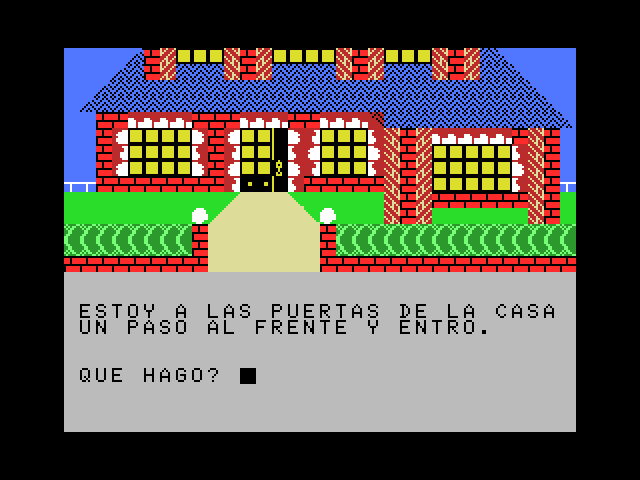 ESTOY A LAS PUERTAS DE LA CASA
UN PASO AL FRENTE Y ENTRO.
QUE HAGO?